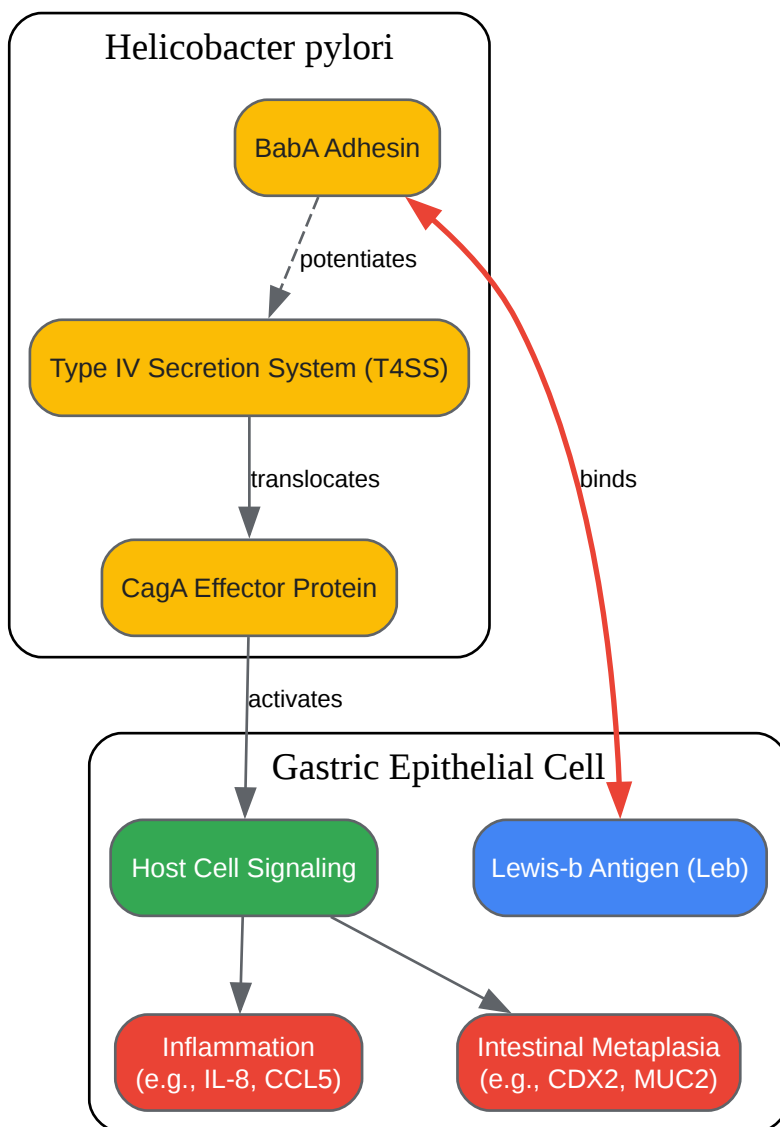 Helicobacter pylori
BabA Adhesin
potentiates
Type IV Secretion System (T4SS)
translocates
binds
CagA Effector Protein
activates
Gastric Epithelial Cell
Host Cell Signaling
Lewis-b Antigen (Leb)
Inflammation
(e.g., IL-8, CCL5)
Intestinal Metaplasia
(e.g., CDX2, MUC2)